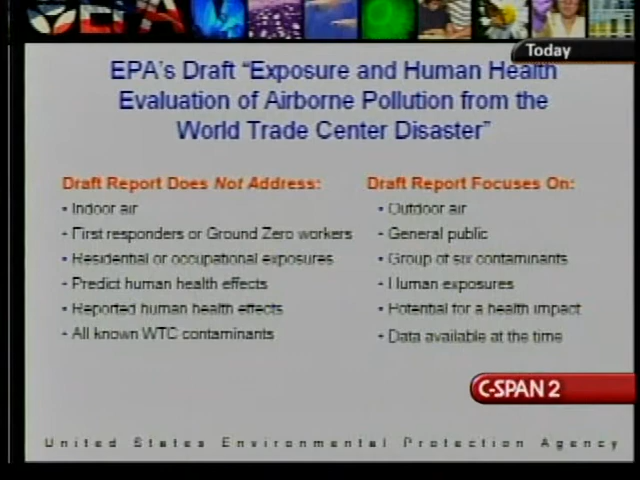 EPA
Today
EPA's Draft "Exposure and Human Health
Evaluation of Airborne Pollution from the
World Trade Center Disaster"
Draft Report Does Not Address:
• Indoor air
• First responders or Ground Zero workers
• Residential or occupational exposures
• Predict human health effects
• Reported human health effects
• All known WTC contaminants
Draft Report Focuses On:
• Outdoor air
• General public
• Group of six contaminants
• Human exposures
• Potential for a health impact
• Data available at the time
C-SPAN 2
United States Environmental Protection Agency